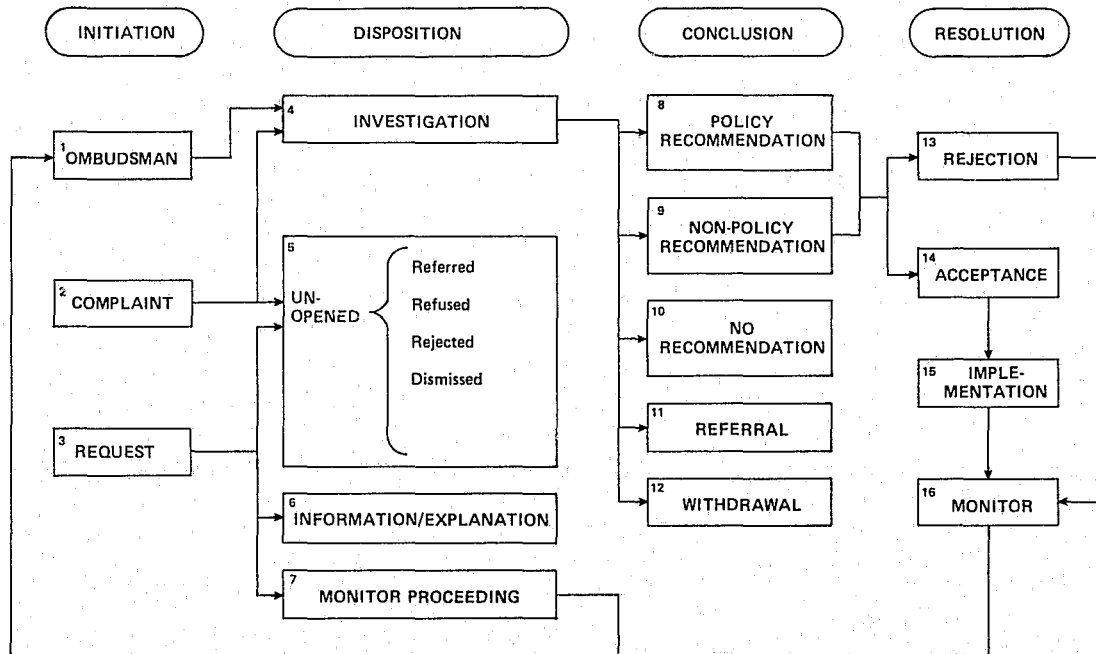 INITIATION
DISPOSITION
CONCLUSION
RESOLUTION
1
OMBUDSMAN
2
COMPLAINT
3
REQUEST
4
INVESTIGATION
5
UN-
OPENED
Referred
Refused
Rejected
Dismissed
6
INFORMATION/EXPLANATION
7
MONITOR PROCEEDING
8
POLICY
RECOMMENDATION
9
NON-POLICY
RECOMMENDATION
10
NO
RECOMMENDATION
11
REFERRAL
12
WITHDRAWAL
13
REJECTION
14
ACCEPTANCE
15
IMPLE-
MENTATION
16
MONITOR